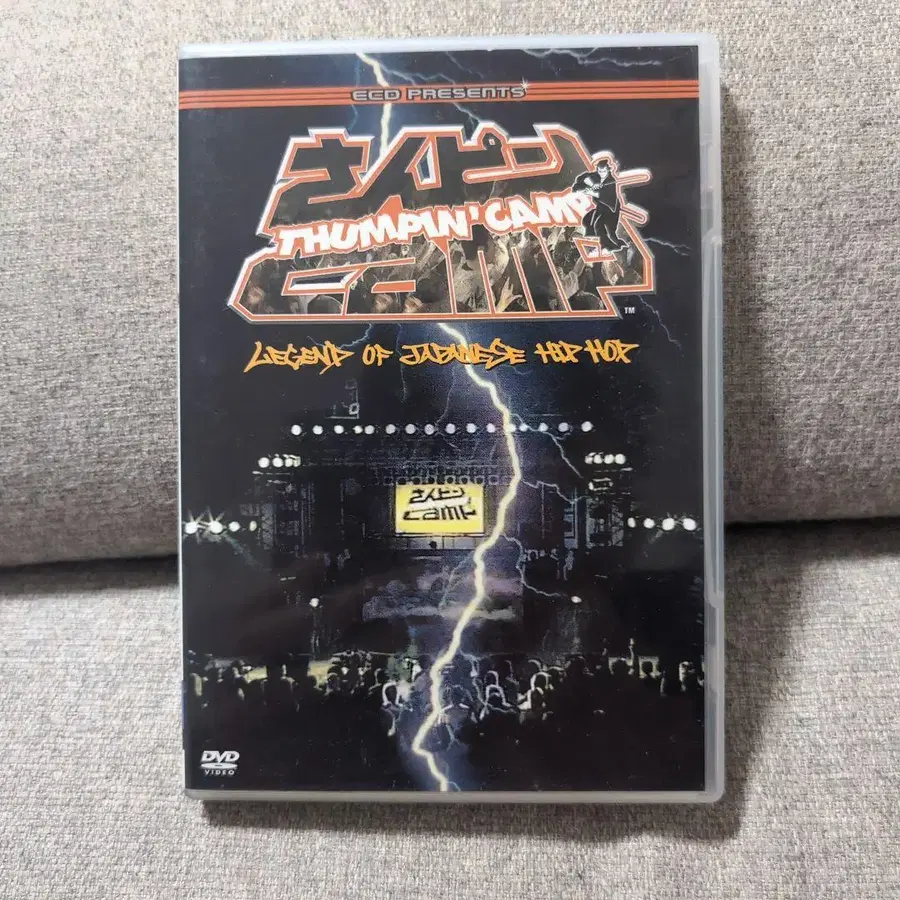 ECD PRESENTS
さんピン
THUMPIN' CAMP
CAMP
TM
LEGEND OF JAPANESE HIP HOP
さんピン
CAMP
DVD
VIDEO